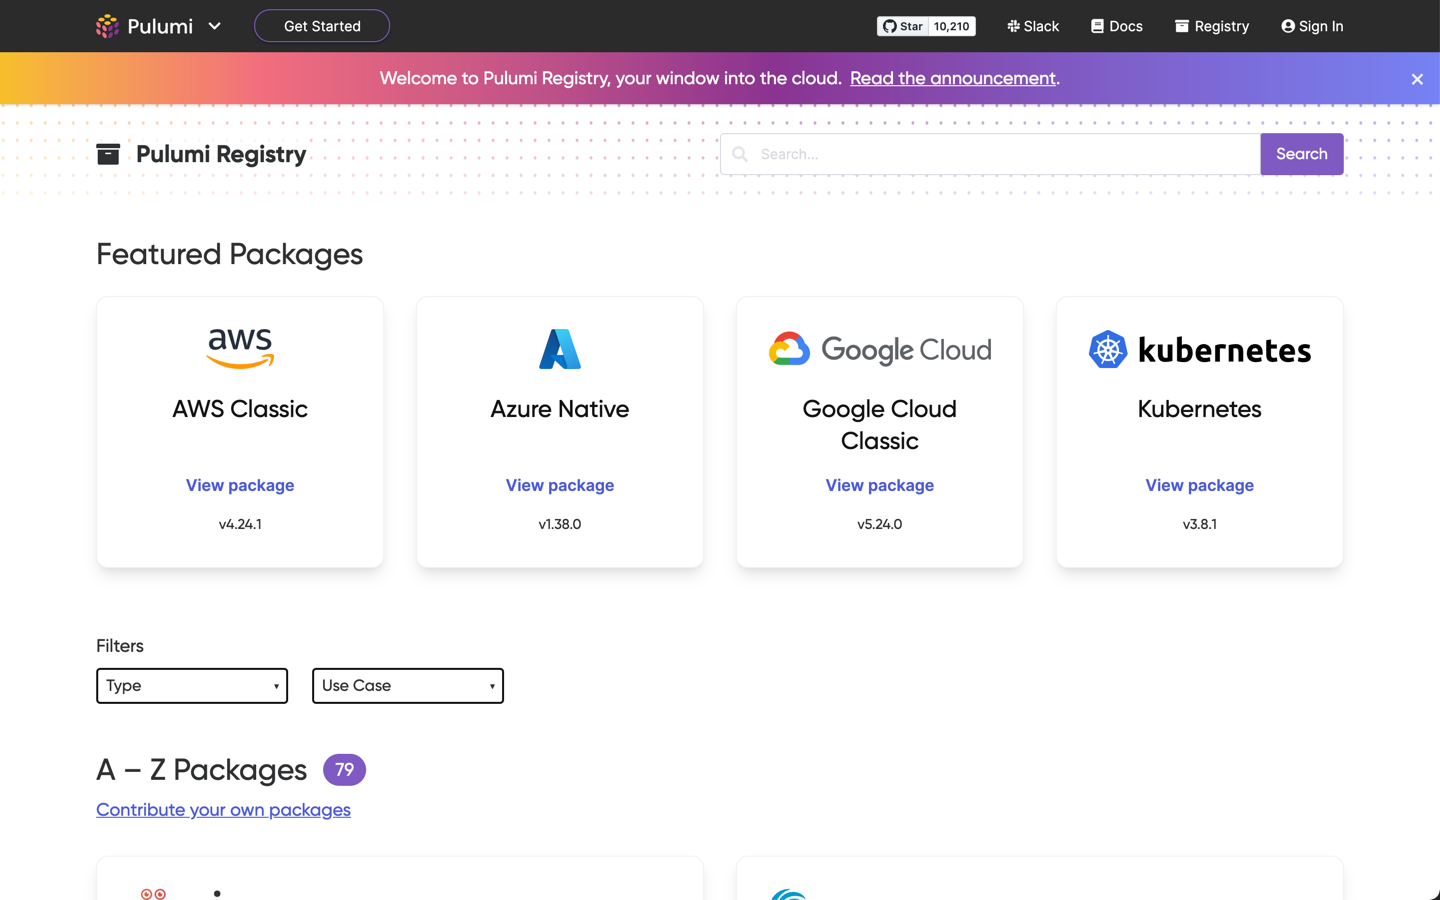 Pulumi
Get Started
Star 10,210
Slack
Docs
Registry
Sign In
Welcome to Pulumi Registry, your window into the cloud. Read the announcement.
Pulumi Registry
Search...
Search
Featured Packages
aws
AWS Classic
View package
v4.24.1
Azure Native
View package
v1.38.0
Google Cloud
Google Cloud
Classic
View package
v5.24.0
kubernetes
Kubernetes
View package
v3.8.1
Filters
Type
Use Case
A – Z Packages 79
Contribute your own packages